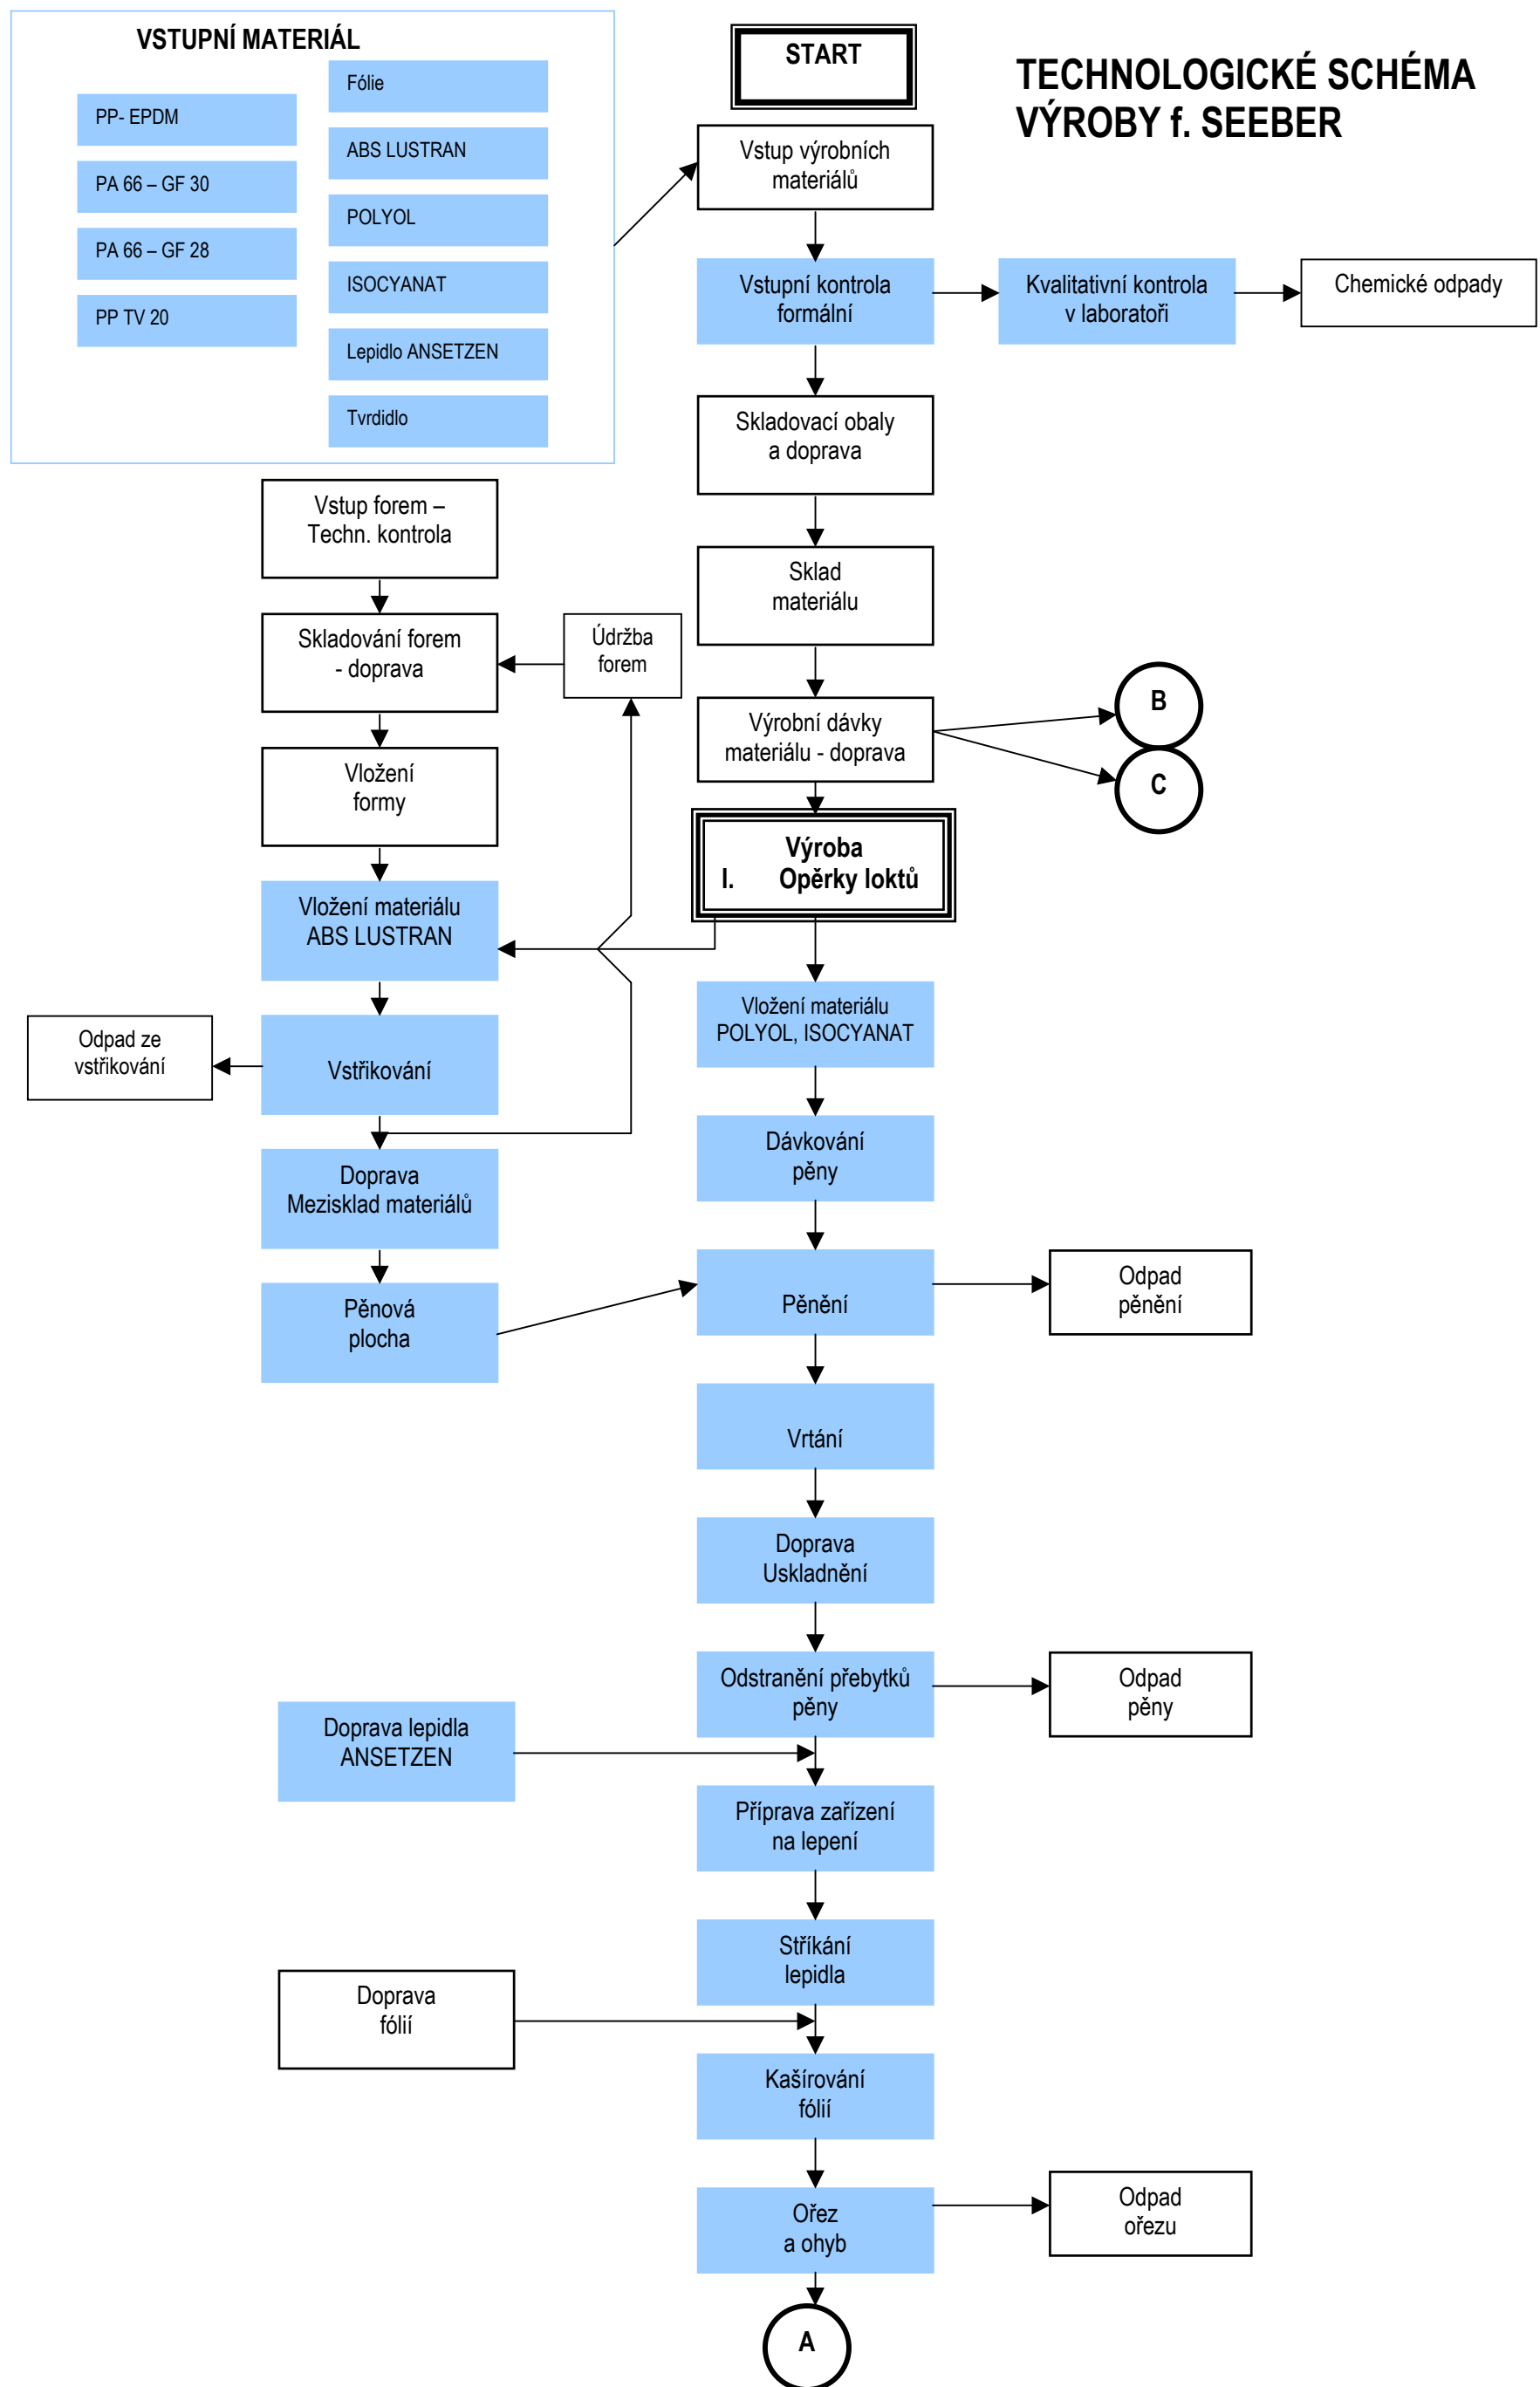 VSTUPNÍ MATERIÁL
PP- EPDM
PA 66 – GF 30
PA 66 – GF 28
PP TV 20
Fólie
ABS LUSTRAN
POLYOL
ISOCYANAT
Lepidlo ANSETZEN
Tvrdidlo
START
TECHNOLOGICKÉ SCHÉMA
VÝROBY f. SEEBER
Vstup výrobních
materiálů
Vstupní kontrola
formální
Kvalitativní kontrola
v laboratoři
Chemické odpady
Skladovací obaly
a doprava
Sklad
materiálu
Výrobní dávky
materiálu - doprava
B
C
Vstup forem –
Techn. kontrola
Skladování forem
- doprava
Údržba
forem
Vložení
formy
Výroba
I. Opěrky loktů
Vložení materiálu
ABS LUSTRAN
Vstřikování
Odpad ze
vstřikování
Doprava
Mezisklad materiálů
Pěnová
plocha
Vložení materiálu
POLYOL, ISOCYANAT
Dávkování
pěny
Pěnění
Odpad
pěnění
Vrtání
Doprava
Uskladnění
Odstranění přebytků
pěny
Odpad
pěny
Doprava lepidla
ANSETZEN
Příprava zařízení
na lepení
Stříkání
lepidla
Doprava
fólií
Kašírování
fólií
Ořez
a ohyb
Odpad
ořezu
A